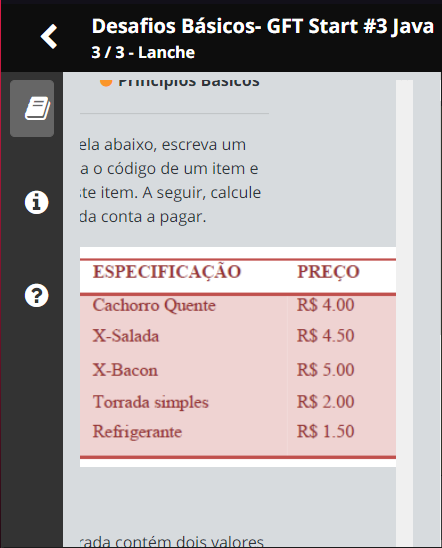 Desafios Básicos- GFT Start #3 Java
3 / 3 - Lanche
Princípios Básicos
ela abaixo, escreva um
a o código de um item e
te item. A seguir, calcule
da conta a pagar.
ESPECIFICAÇÃO PREÇO
Cachorro Quente R$ 4.00
X-Salada R$ 4.50
X-Bacon R$ 5.00
Torrada simples R$ 2.00
Refrigerante R$ 1.50
rada contém dois valores